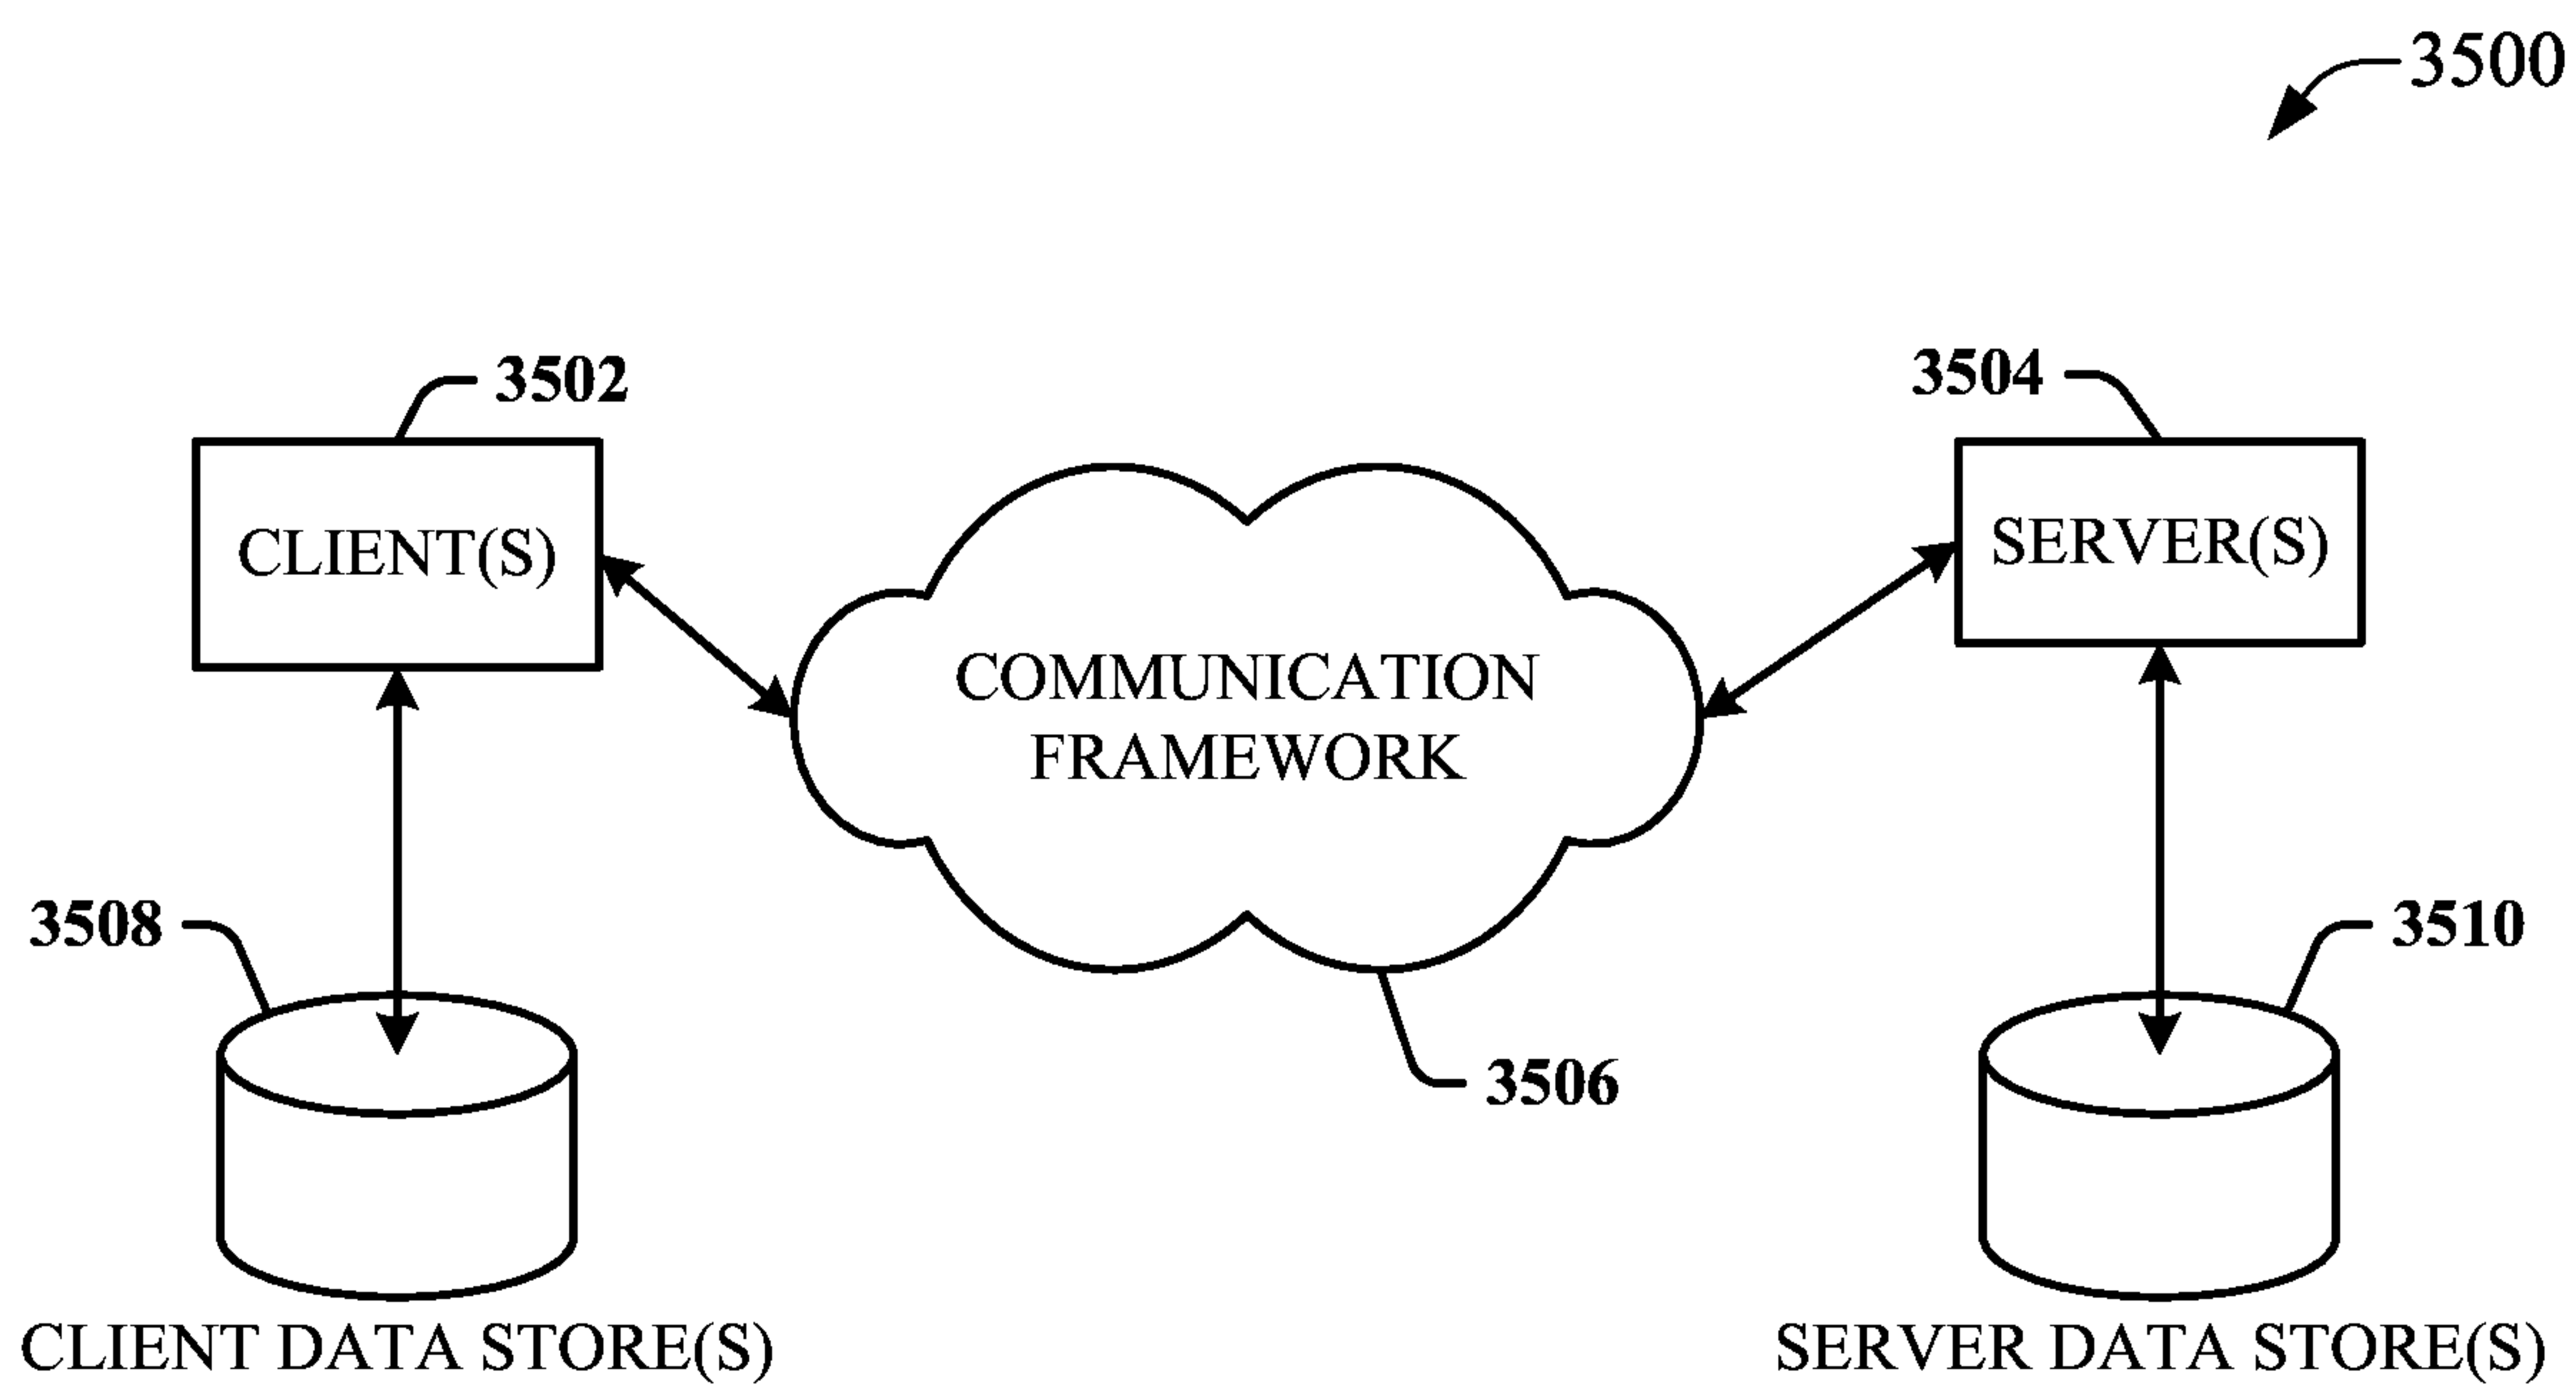 3500
3502
3504
CLIENT(S)
SERVER(S)
COMMUNICATION
FRAMEWORK
3508
3510
3506
CLIENT DATA STORE(S)
SERVER DATA STORE(S)